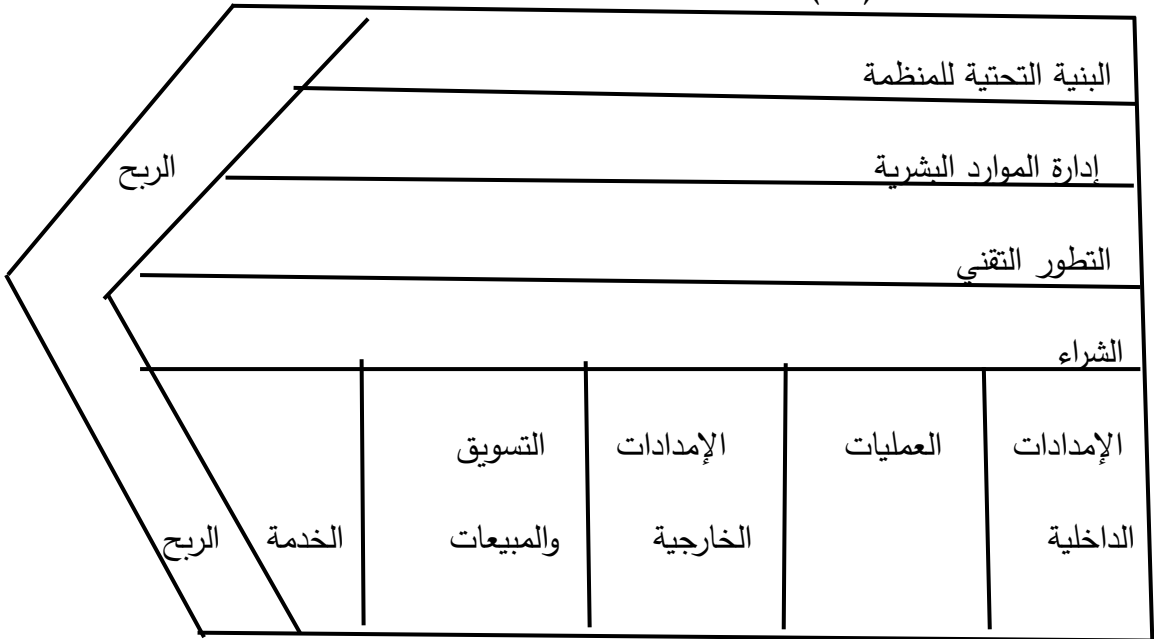 البنية التحتية للمنظمة
إدارة الموارد البشرية
الربح
التطور التقني
الشراء
الإمدادات
الداخلية
العمليات
الإمدادات
الخارجية
التسويق
والمبيعات
الخدمة
الربح